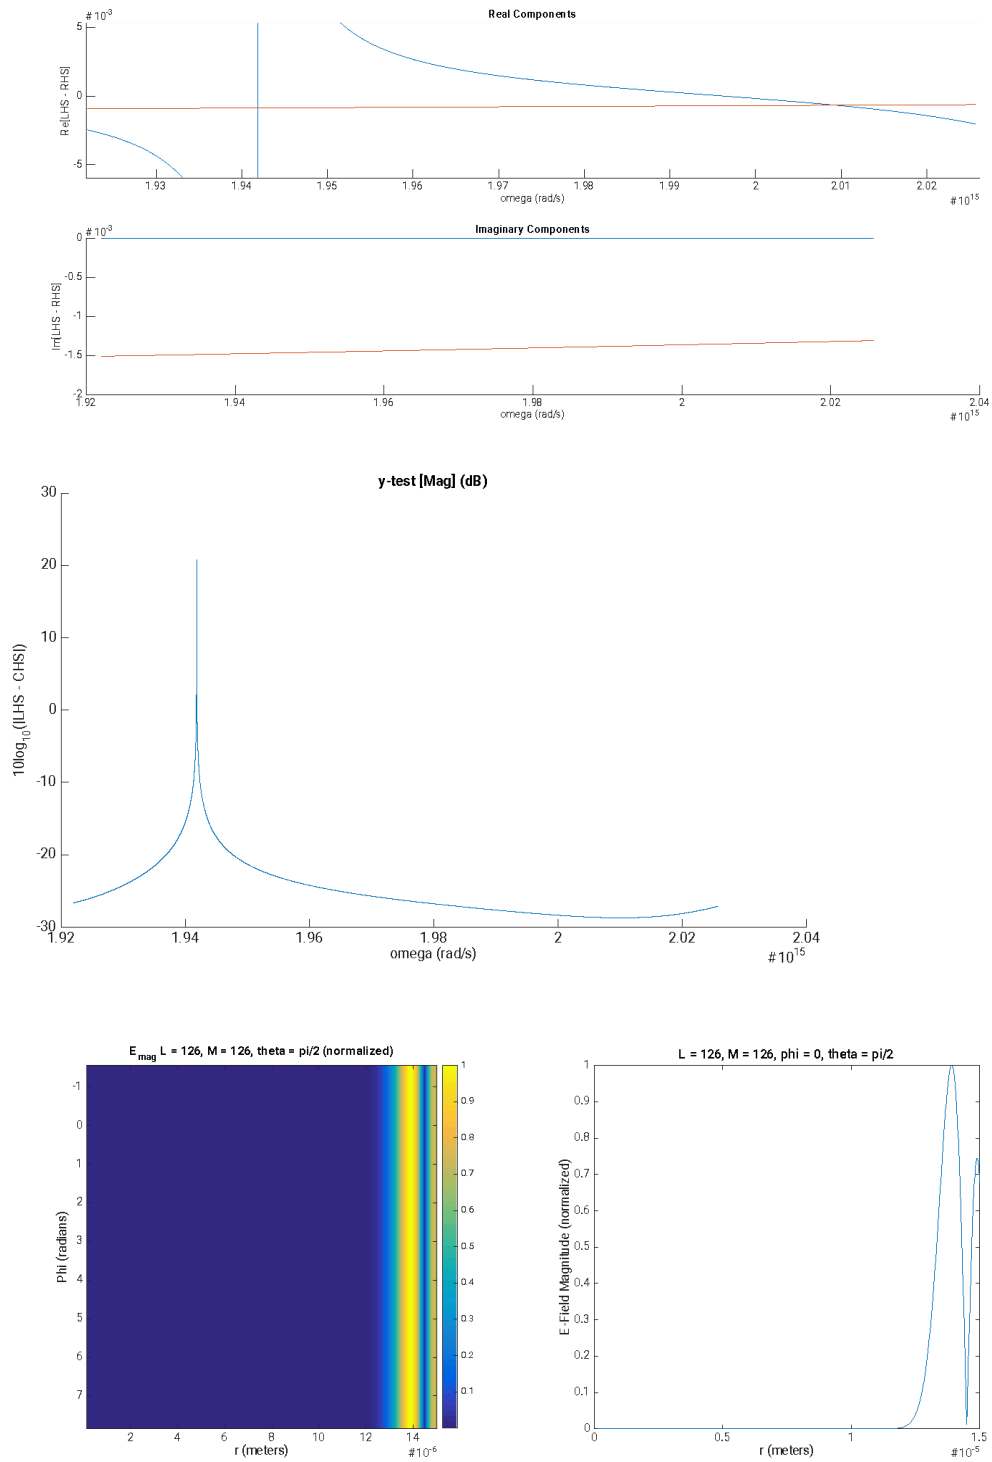 Real Components
# 10⁻³
5
0
-5
Re[LHS - RHS]
1.93 1.94 1.95 1.96 1.97 1.98 1.99 2 2.01 2.02
omega (rad/s)
# 10¹⁵
Imaginary Components
# 10⁻³
0
-0.5
-1
-1.5
-2
Im[LHS - RHS]
1.92 1.94 1.96 1.98 2 2.02 2.04
omega (rad/s)
# 10¹⁵
y-test [Mag] (dB)
30
20
10
0
-10
-20
-30
10log₁₀(|LHS - CHS|)
1.92 1.94 1.96 1.98 2 2.02 2.04
omega (rad/s)
# 10¹⁵
E_mag L = 126, M = 126, theta = pi/2 (normalized)
-1
0
1
2
3
4
5
6
7
Phi (radians)
2 4 6 8 10 12 14
r (meters)
#10⁻⁶
1
0.9
0.8
0.7
0.6
0.5
0.4
0.3
0.2
0.1
L = 126, M = 126, phi = 0, theta = pi/2
1
0.9
0.8
0.7
0.6
0.5
0.4
0.3
0.2
0.1
0
E-Field Magnitude (normalized)
0 0.5 1 1.5
r (meters)
#10⁻⁵